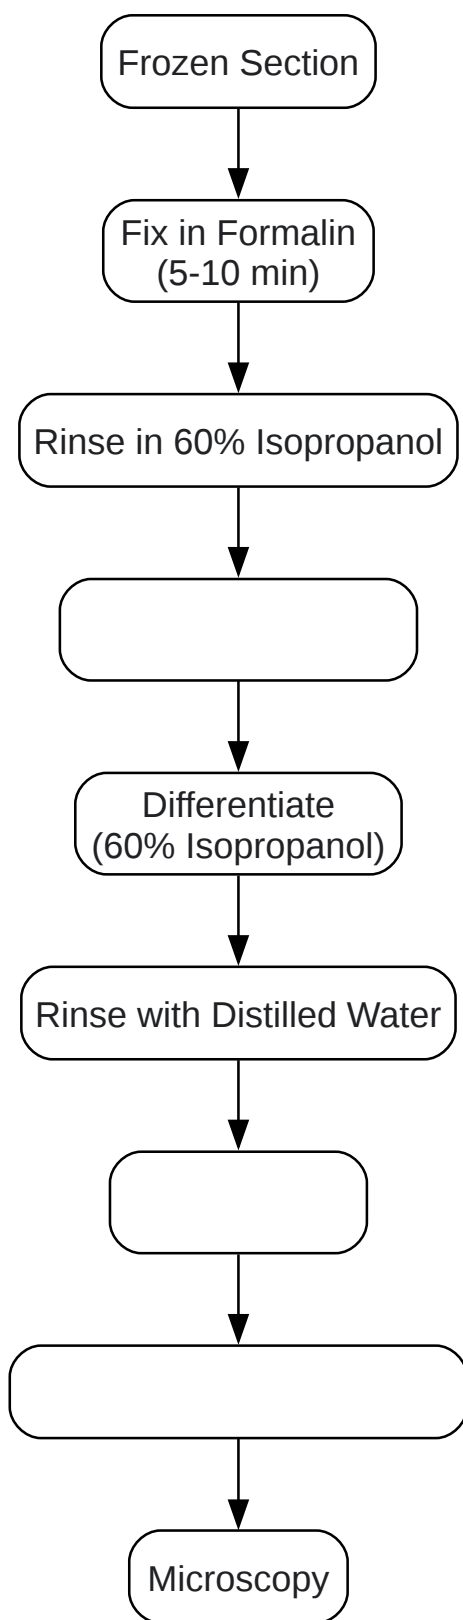 Frozen Section
Fix in Formalin
(5-10 min)
Rinse in 60% Isopropanol
Differentiate
(60% Isopropanol)
Rinse with Distilled Water
Microscopy